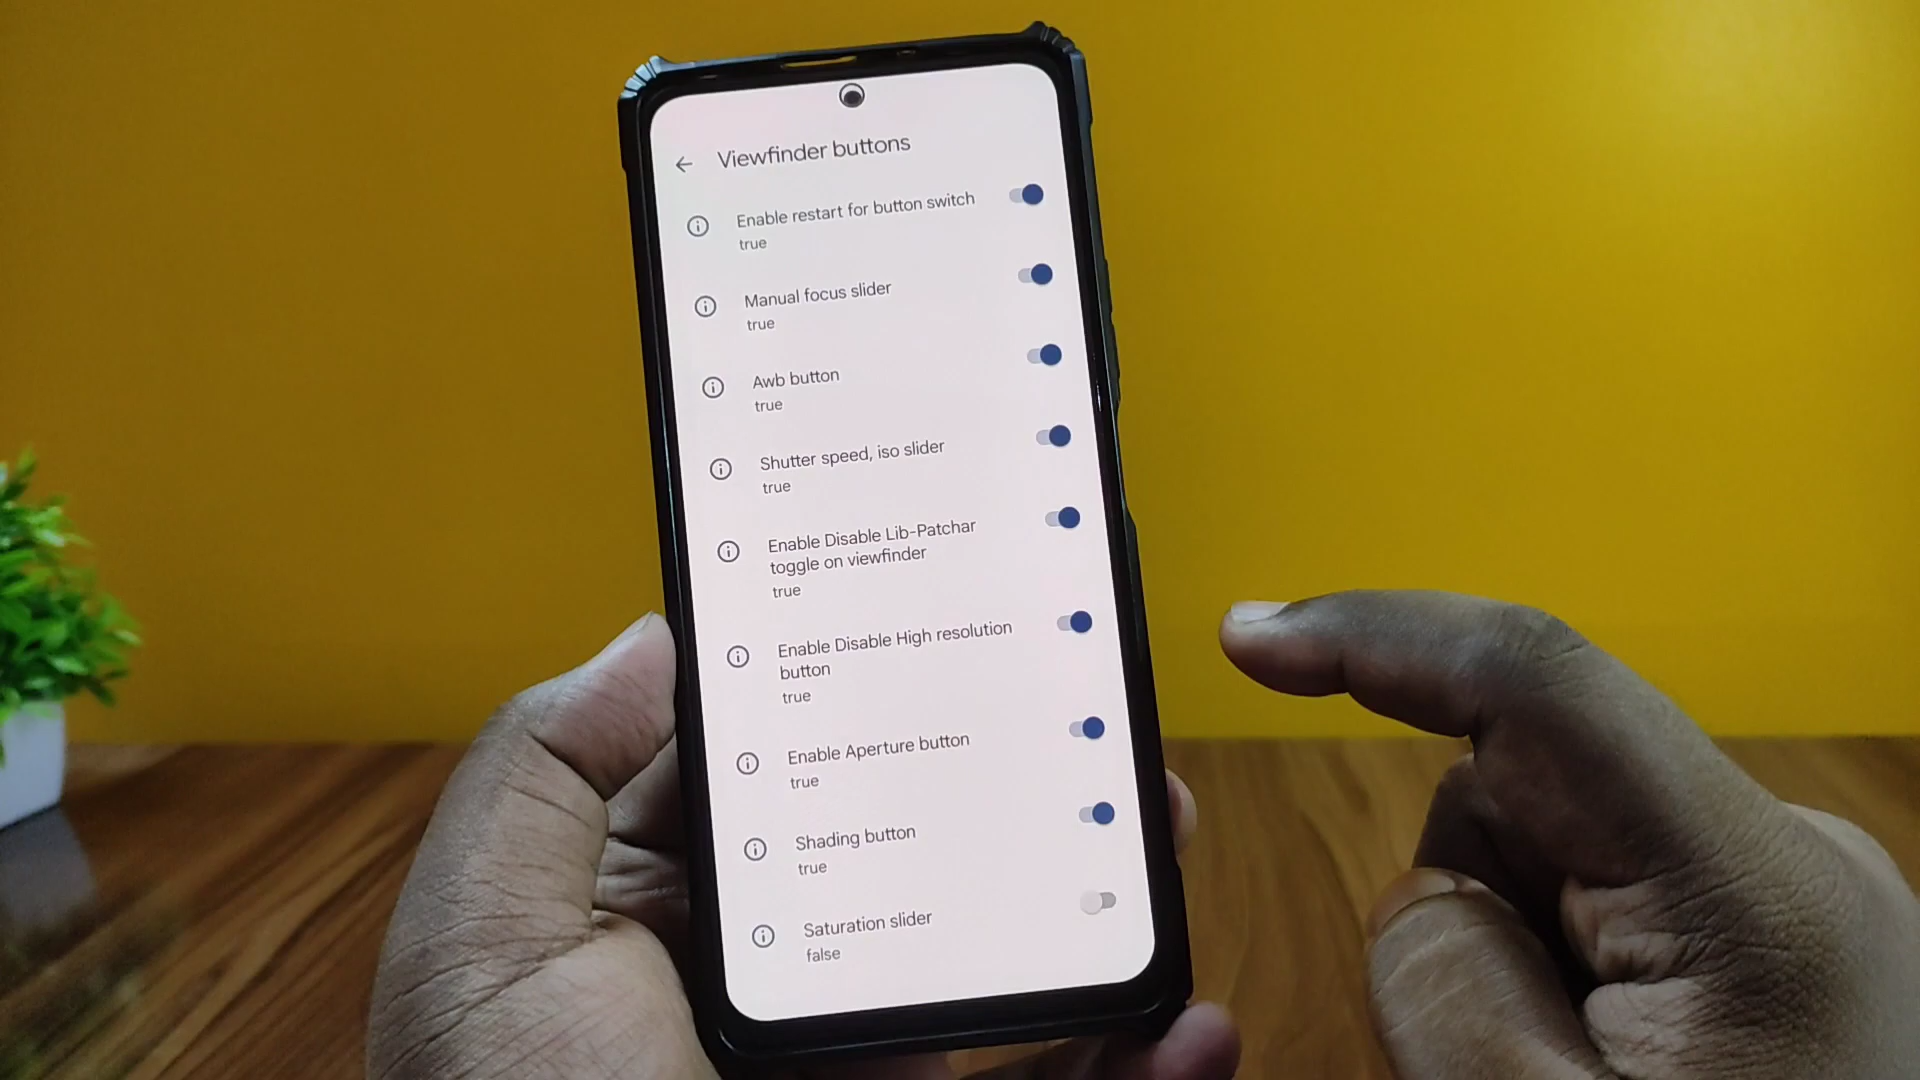 Viewfinder buttons
Enable restart for button switch
true
Manual focus slider
true
Awb button
true
Shutter speed, iso slider
true
Enable Disable Lib-Patchar
toggle on viewfinder
true
Enable Disable High resolution
button
true
Enable Aperture button
true
Shading button
true
Saturation slider
false